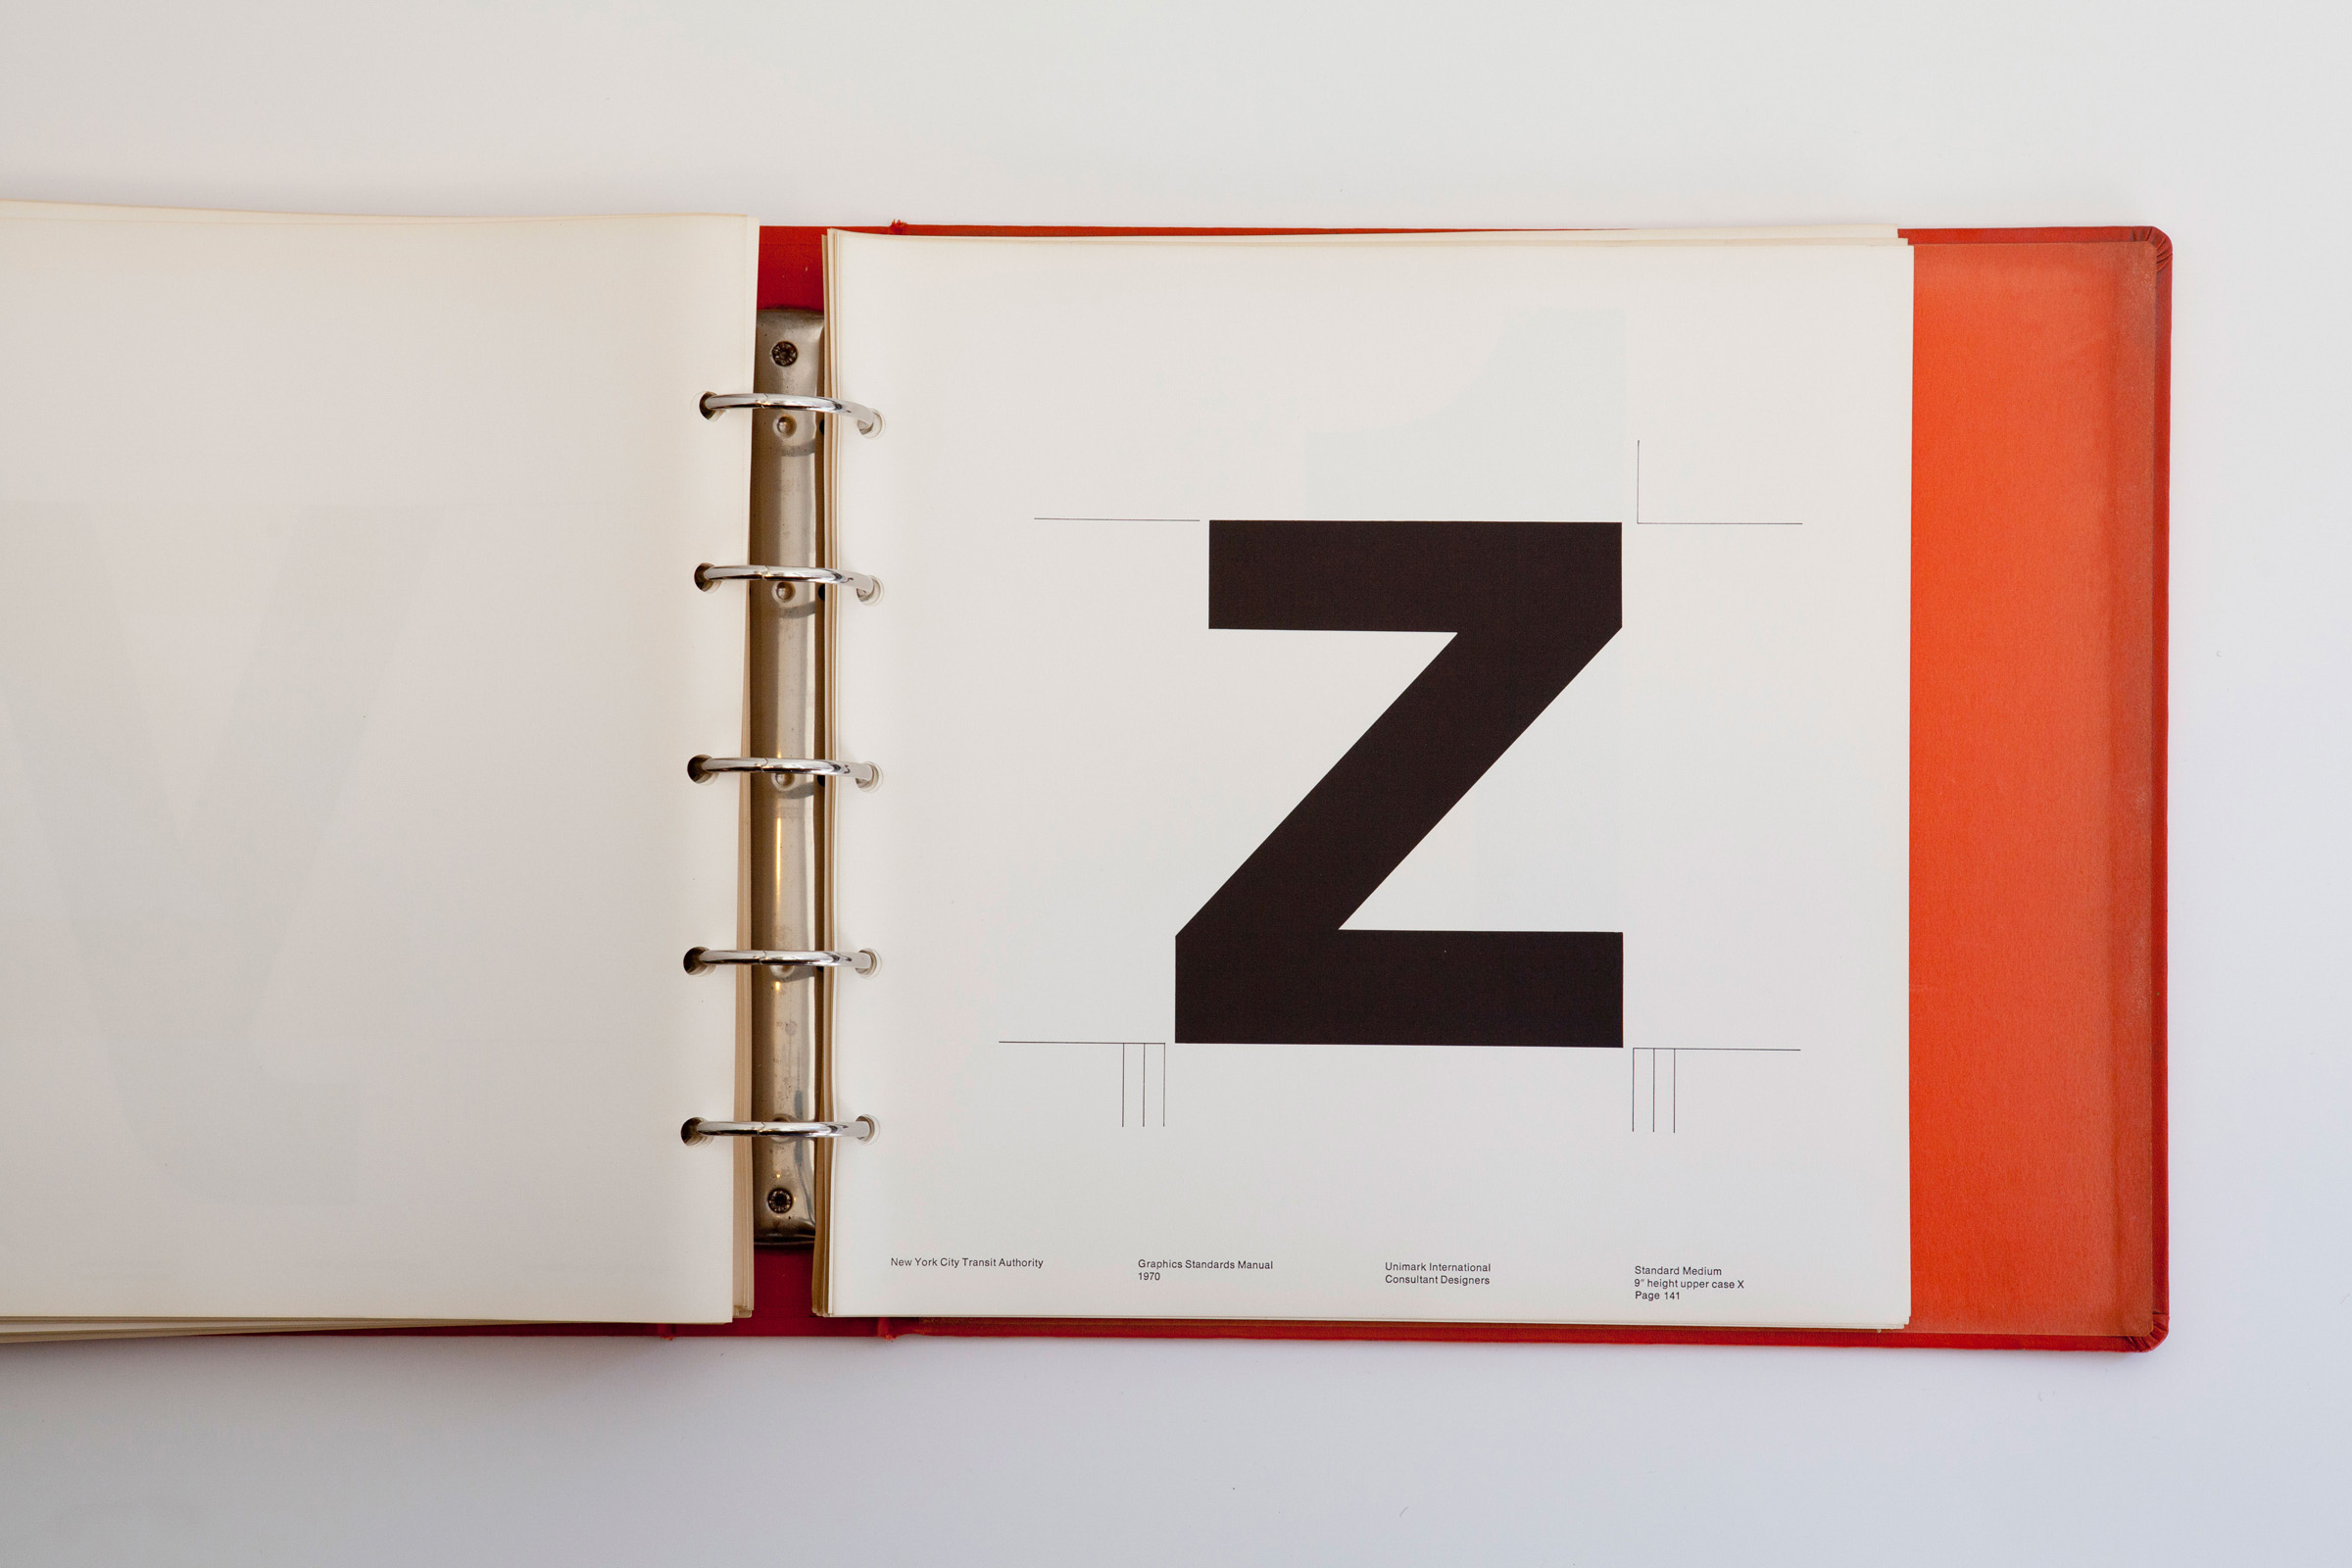 Z
New York City Transit Authority
Graphics Standards Manual
1970
Unimark International
Consultant Designers
Standard Medium
9" height upper case X
Page 141